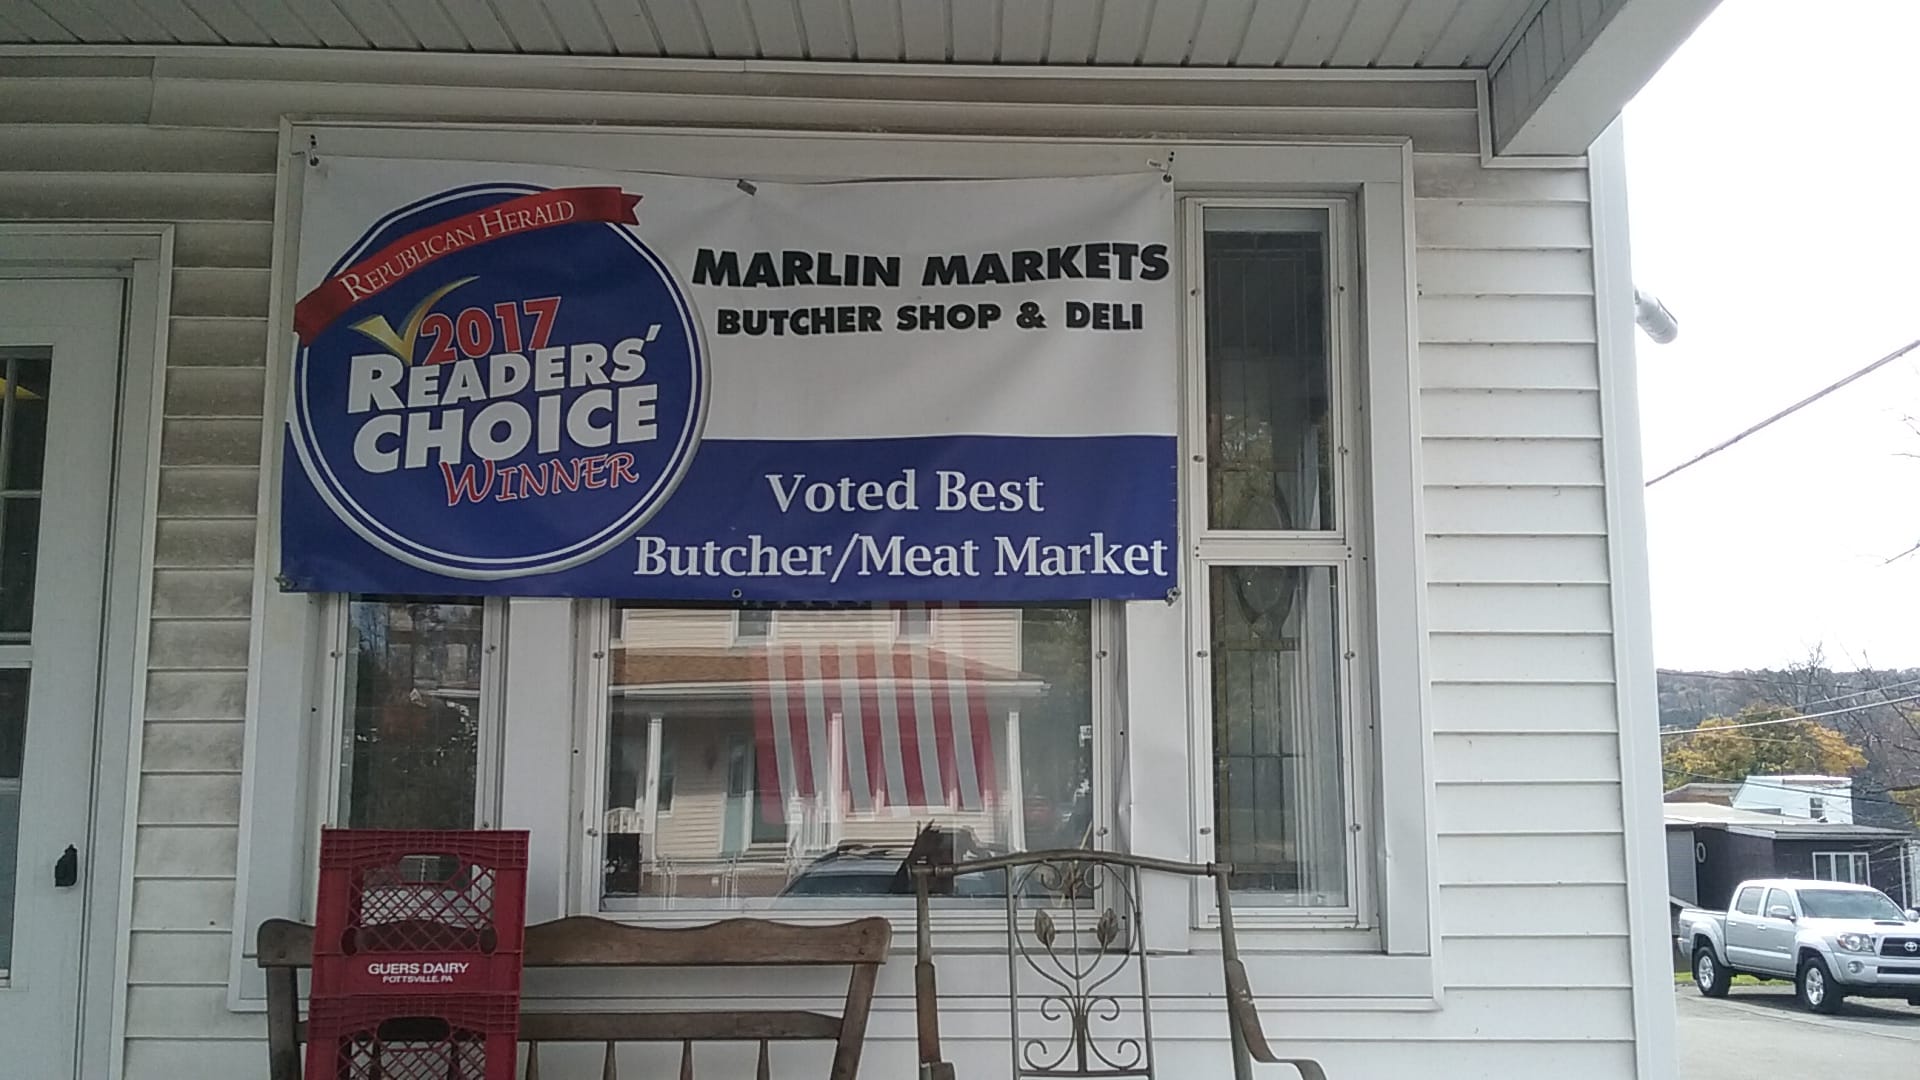 REPUBLICAN HERALD
2017
READERS'
CHOICE
WINNER
MARLIN MARKETS
BUTCHER SHOP & DELI
Voted Best
Butcher/Meat Market
GUERS DAIRY
POTTSVILLE, PA